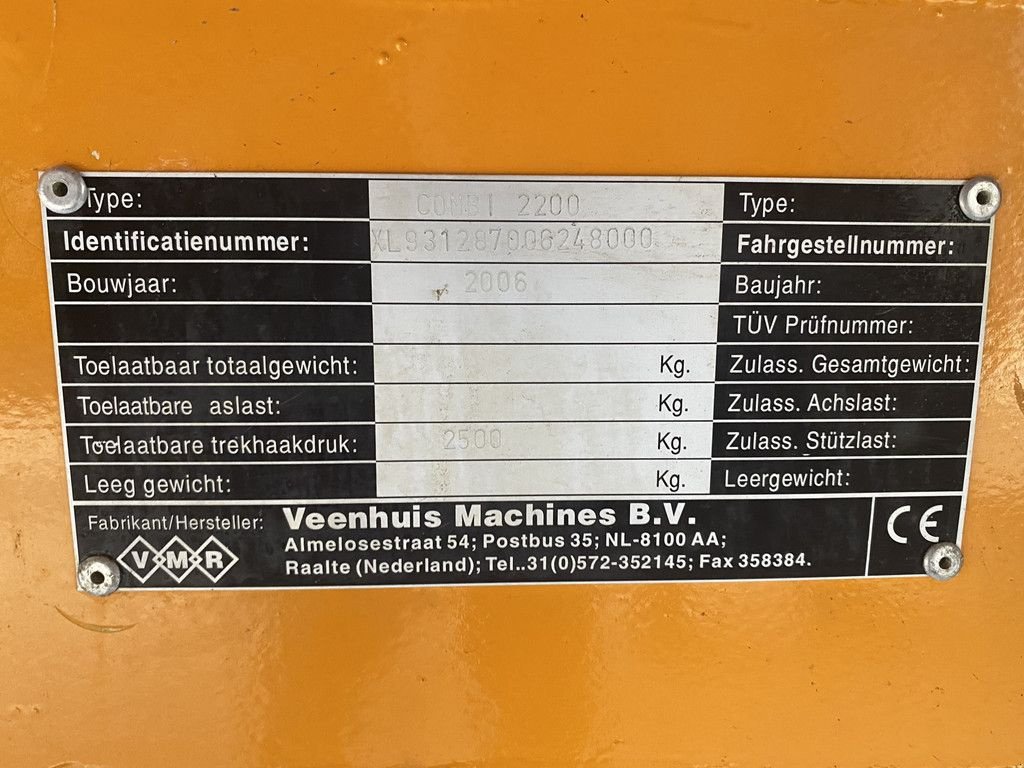 Type: COMBI 2200 Type:
Identificatienummer: XL931287006248000 Fahrgestellnummer:
Bouwjaar: 2006 Baujahr:
TÜV Prüfnummer:
Toelaatbaar totaalgewicht: Kg. Zulass. Gesamtgewicht:
Toelaatbare aslast: Kg. Zulass. Achslast:
Toelaatbare trekhaakdruk: 2500 Kg. Zulass. Stützlast:
Leeg gewicht: Kg. Leergewicht:
Fabrikant/Hersteller: Veenhuis Machines B.V. CE
Almelosestraat 54; Postbus 35; NL-8100 AA;
VMR Raalte (Nederland); Tel..31(0)572-352145; Fax 358384.